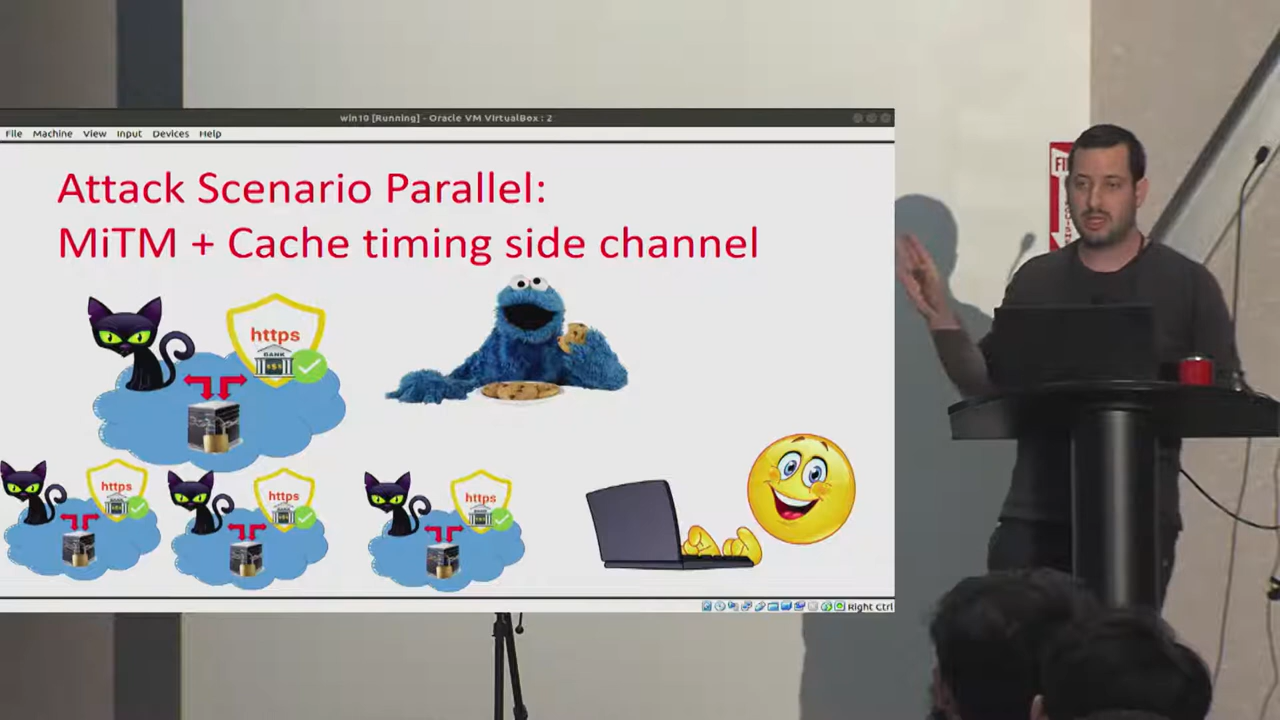 win10 [Running] - Oracle VM VirtualBox : 2
File Machine View Input Devices Help
Attack Scenario Parallel:
MiTM + Cache timing side channel
https
BANK
$$$
https
https
https
Right Ctrl
FI